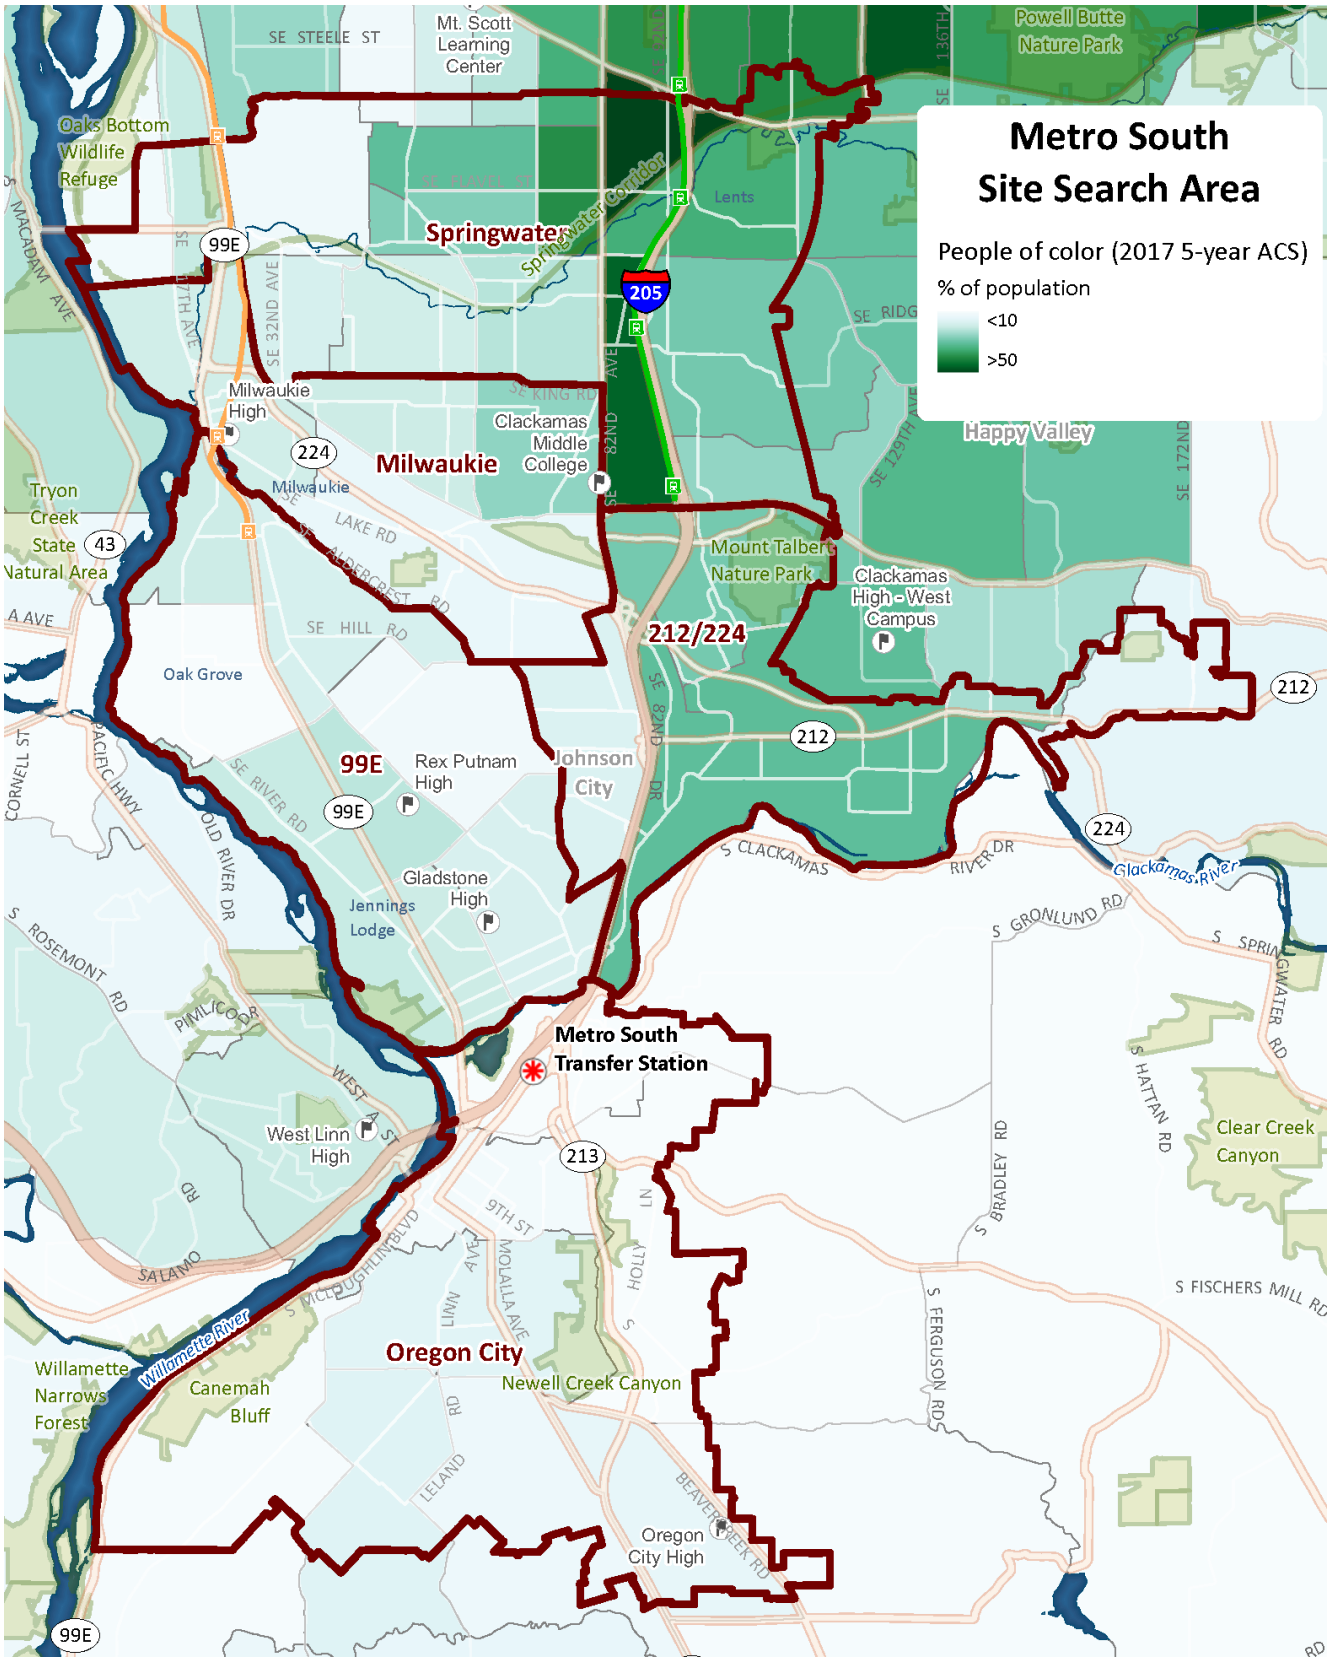 SE STEELE ST
Mt. Scott
Learning
Center
SE 136TH
Powell Butte
Nature Park
Metro South
Site Search Area
People of color (2017 5-year ACS)
% of population
<10
>50
Oaks Bottom
Wildlife
Refuge
S MACADAM AVE
99E
SE 17TH AVE
SE 32ND AVE
SE FLAVEL ST
Springwater
Springwater Corridor
Lents
205
SE RIDG
SE KING RD
SE 82ND AVE
SE 129TH AVE
Happy Valley
SE 172ND
Milwaukie
High
224
Milwaukie
Milwaukie
Clackamas
Middle
College
SE LAKE RD
SE ALDERCREST RD
Tryon
Creek
State
Natural Area
43
A AVE
Mount Talbert
Nature Park
Clackamas
High - West
Campus
SE HILL RD
212/224
Oak Grove
212
212
SE 82ND DR
Johnson
City
99E
Rex Putnam
High
99E
SE RIVER RD
CORNELL ST
PACIFIC HWY
OLD RIVER DR
224
S CLACKAMAS RIVER DR
Clackamas River
Gladstone
High
Jennings
Lodge
S GRONLUND RD
S SPRINGWATER RD
S ROSEMONT RD
PIMLICO DR
Metro South
Transfer Station
S HATTAN RD
WEST A ST
West Linn
High
213
S BRADLEY RD
Clear Creek
Canyon
RD
SALAMO
9TH ST
LN
HOLLY
S
S MCLOUGHLIN BLVD
LINN AVE
MOLALLA AVE
S FISCHERS MILL RD
S FERGUSON RD
Oregon City
Willamette River
Willamette
Narrows
Forest
Canemah
Bluff
Newell Creek Canyon
LELAND RD
BEAVERCREEK RD
Oregon
City High
99E
RD